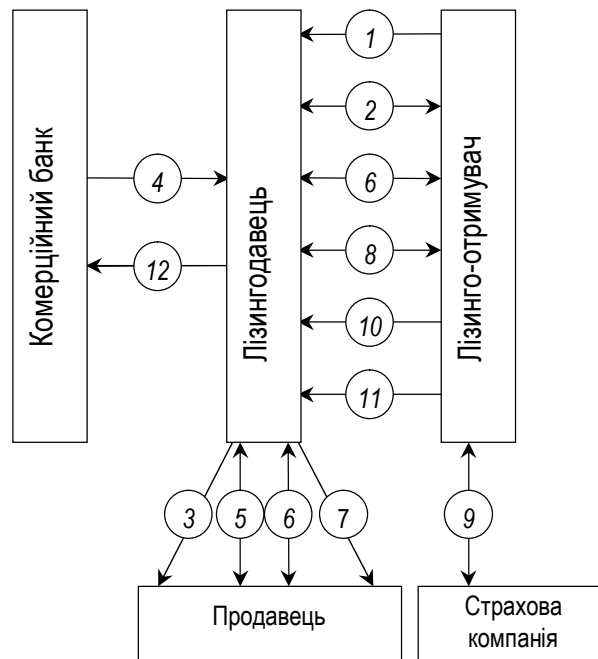 Комерційний банк
Лізингодавець
Лізинго-отримувач
1
2
4
6
8
12
10
11
3
5
6
7
9
Продавець
Страхова
компанія